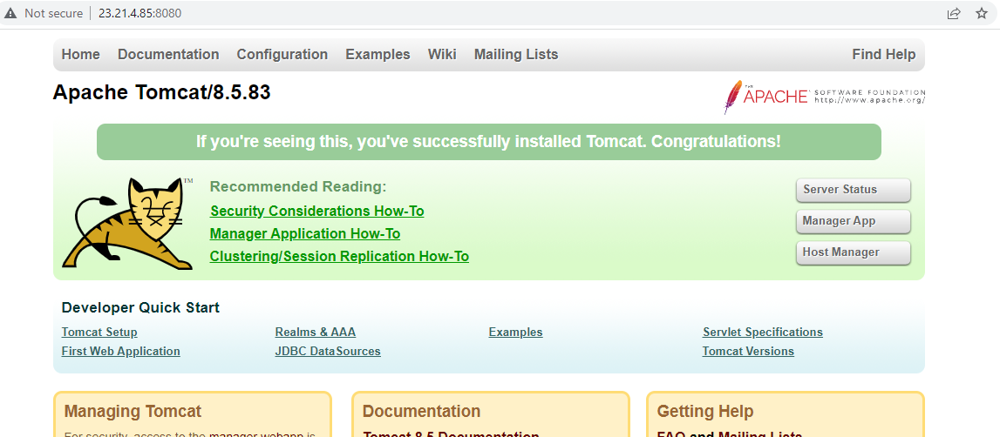 Not secure 23.21.4.85:8080
Home Documentation Configuration Examples Wiki Mailing Lists Find Help
Apache Tomcat/8.5.83
THE APACHE SOFTWARE FOUNDATION
http://www.apache.org/
If you're seeing this, you've successfully installed Tomcat. Congratulations!
TM
Recommended Reading:
Security Considerations How-To
Manager Application How-To
Clustering/Session Replication How-To
Server Status
Manager App
Host Manager
Developer Quick Start
Tomcat Setup
First Web Application
Realms & AAA
JDBC DataSources
Examples
Servlet Specifications
Tomcat Versions
Managing Tomcat
For security, access to the manager webapp is
Documentation
Tomcat 8.5 Documentation
Getting Help
FAQ and Mailing Lists